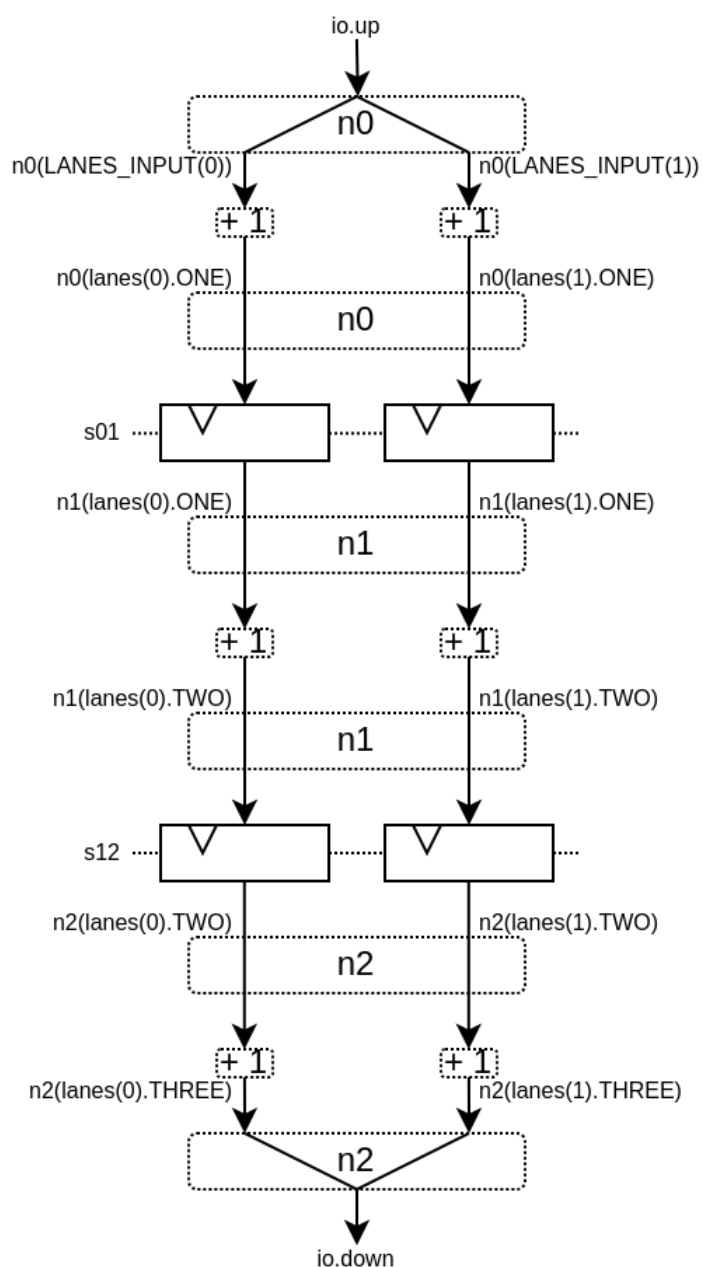 io.up
n0
n0(LANES_INPUT(0)) n0(LANES_INPUT(1))
+ 1 + 1
n0(lanes(0).ONE) n0(lanes(1).ONE)
n0
s01
n1(lanes(0).ONE) n1(lanes(1).ONE)
n1
+ 1 + 1
n1(lanes(0).TWO) n1(lanes(1).TWO)
n1
s12
n2(lanes(0).TWO) n2(lanes(1).TWO)
n2
+ 1 + 1
n2(lanes(0).THREE) n2(lanes(1).THREE)
n2
io.down